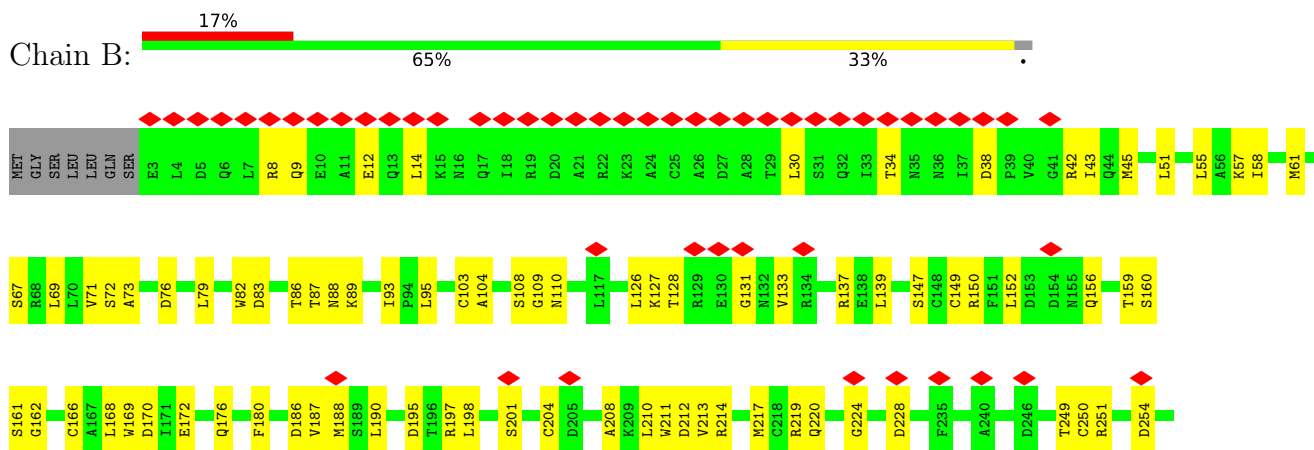 17%
Chain B:
65% 33% •
MET GLY SER LEU LEU GLN SER E3 L4 D5 Q6 L7 R8 Q9 E10 A11 E12 Q13 L14 K15 N16 Q17 I18 R19 D20 A21 R22 K23 A24 C25 A26 D27 A28 T29 L30 S31 Q32 I33 T34 N35 N36 I37 D38 P39 V40 G41 R42 I43 Q44 M45 L51 L55 A56 K57 I58 M61
S67 R68 L69 L70 V71 S72 A73 D76 L79 W82 D83 T86 T87 N88 K89 I93 P94 L95 C103 A104 S108 G109 N110 L117 L126 K127 T128 R129 E130 G131 N132 V133 R134 R137 E138 L139 S147 C148 C149 R150 F151 L152 D153 D154 N155 Q156 T159 S160
S161 G162 C166 A167 L168 W169 D170 I171 E172 Q176 F180 D186 V187 M188 S189 L190 D195 T196 R197 L198 S201 C204 D205 A208 K209 L210 W211 D212 V213 R214 M217 C218 R219 Q220 G224 D228 F235 A240 D246 T249 C250 R251 D254